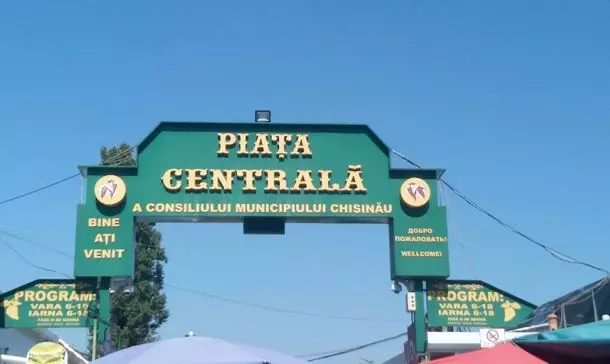 PIAȚA
CENTRALĂ
A CONSILIULUI MUNICIPIULUI CHISINĂU
BINE
AȚI
VENIT
ДОБРО
ПОЖАЛОВАТЬ!
WELLCOME!
PROGRAM:
VARA 6-18
IARNA 6-18
PROGRAM:
VARA 6-18
IARNA 6-18